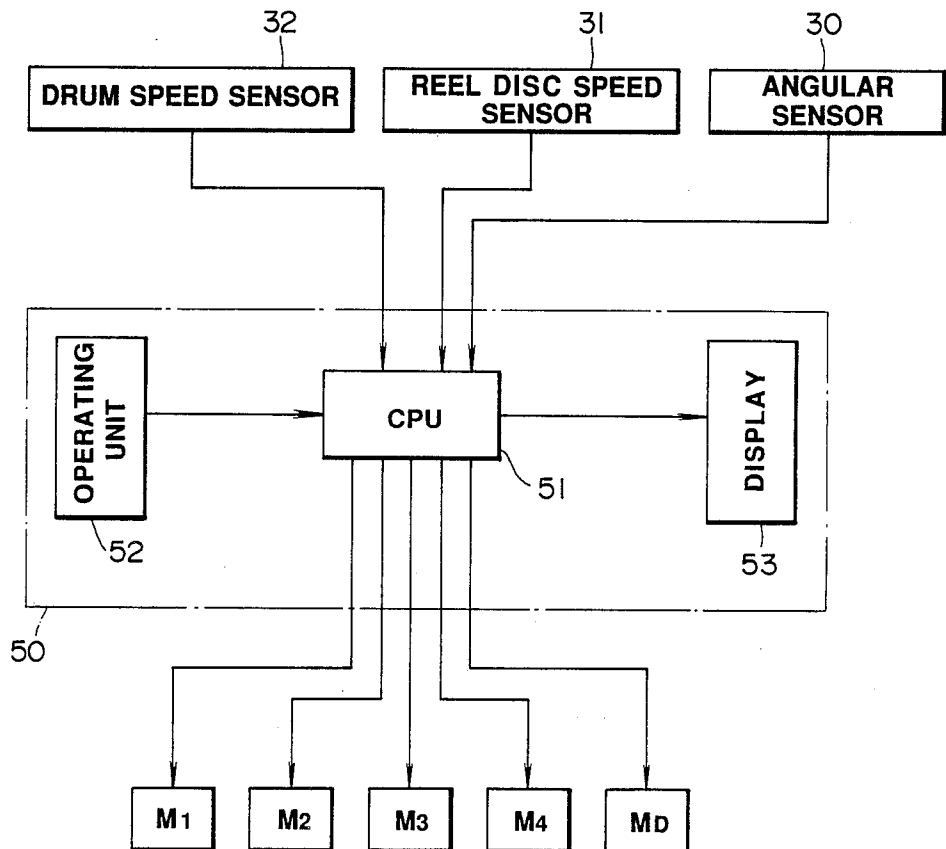 32
31
30
DRUM SPEED SENSOR
REEL DISC SPEED
SENSOR
ANGULAR
SENSOR
OPERATING
UNIT
CPU
DISPLAY
51
52
53
50
M1
M2
M3
M4
MD